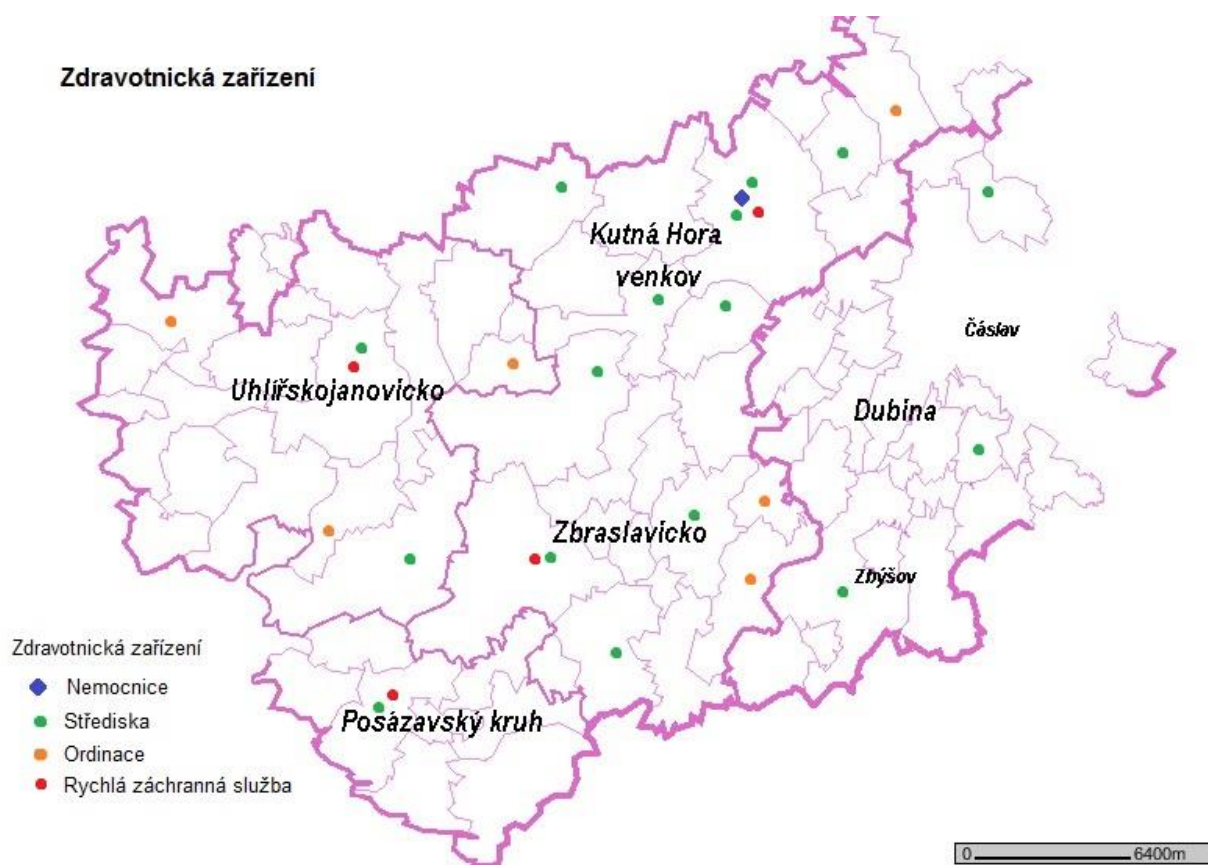 Zdravotnická zařízení
Kutná Hora
venkov
Čáslav
Uhlířskojanovicko
Dubina
Zbraslavicko
Zbýšov
Posázavský kruh
Zdravotnická zařízení
Nemocnice
Střediska
Ordinace
Rychlá záchranná služba
0 6400m